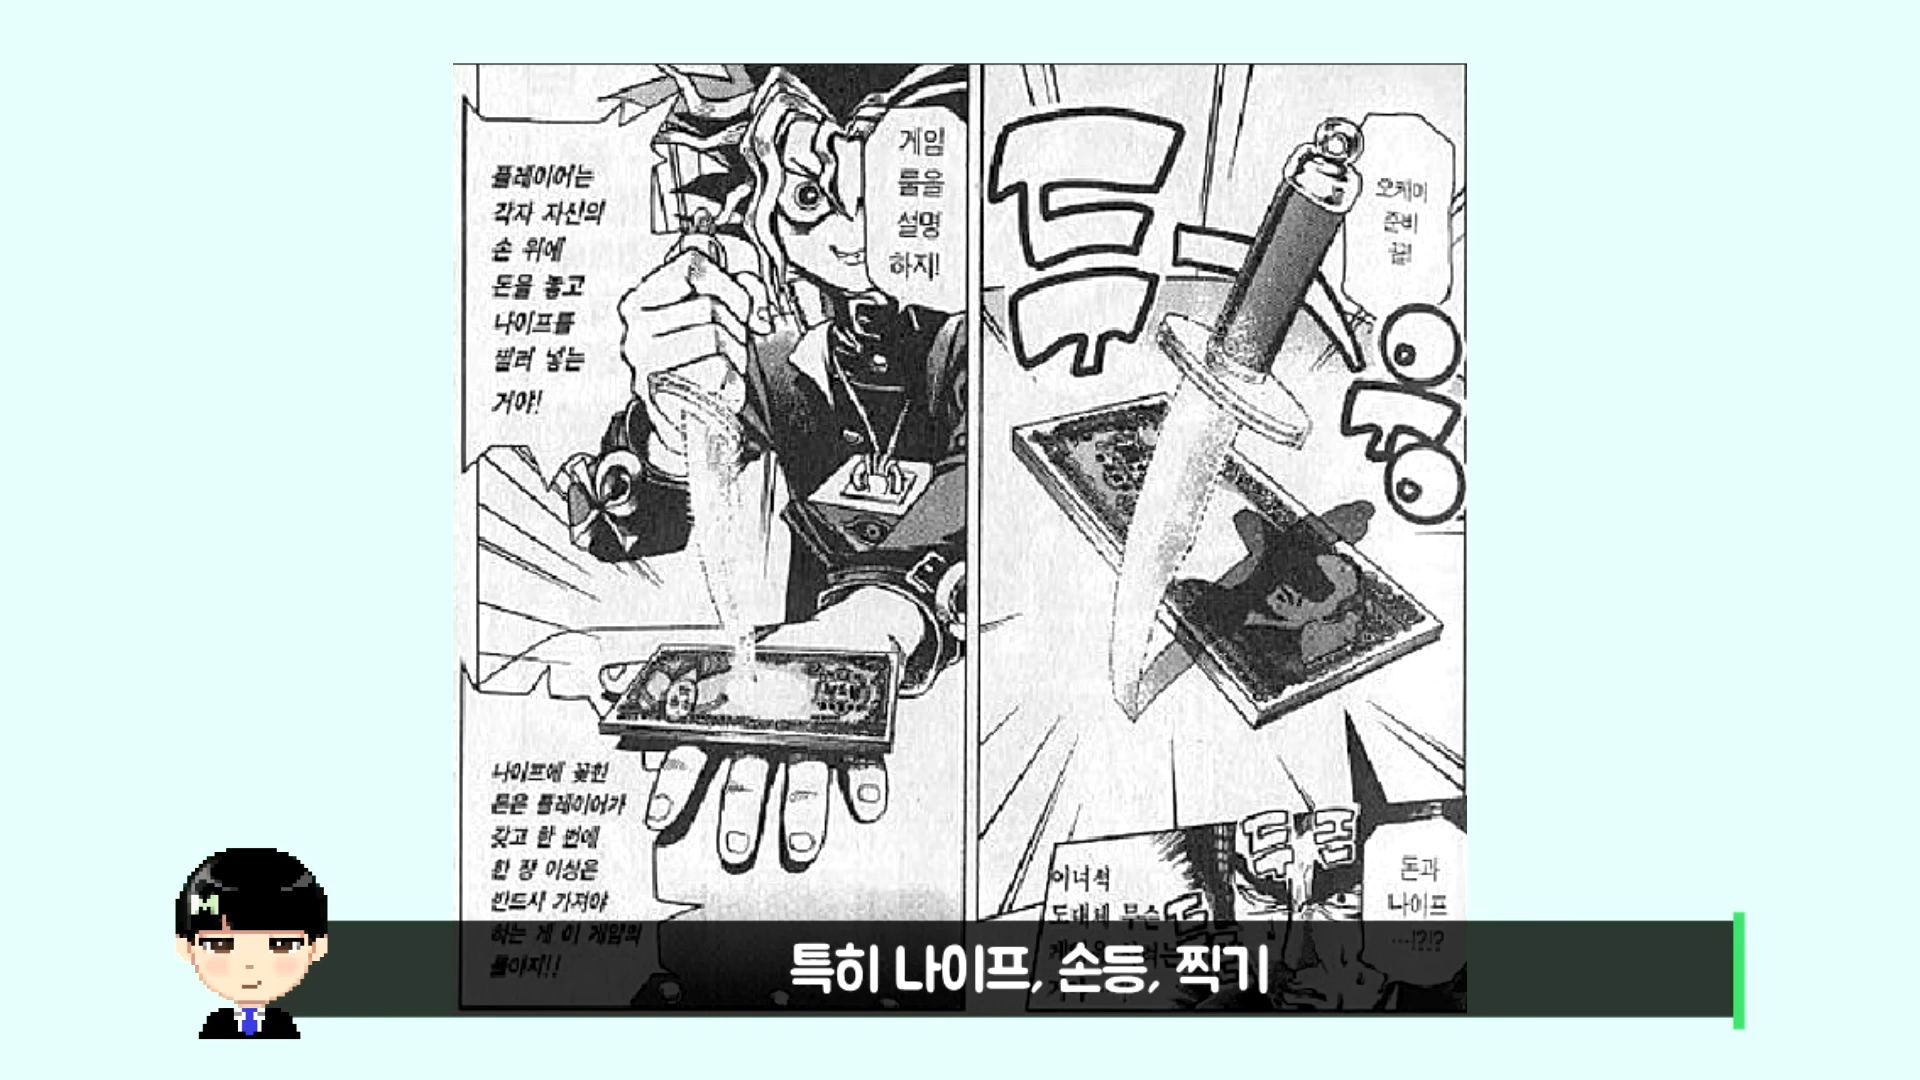 게임
룰을
설명
하지!
플레이어는
각자 자신의
손 위에
돈을 놓고
나이프를
찔러 넣는
거야!
나이프에 꽂힌
돈은 플레이어가
갖고 한 번에
한 장 이상은
반드시 가져야
하는 게 이 게임의
룰이지!!
오케이
준비
끝!
이녀석
도대체 무슨
돈과
나이프
…!?!?
특히 나이프, 손등, 찍기